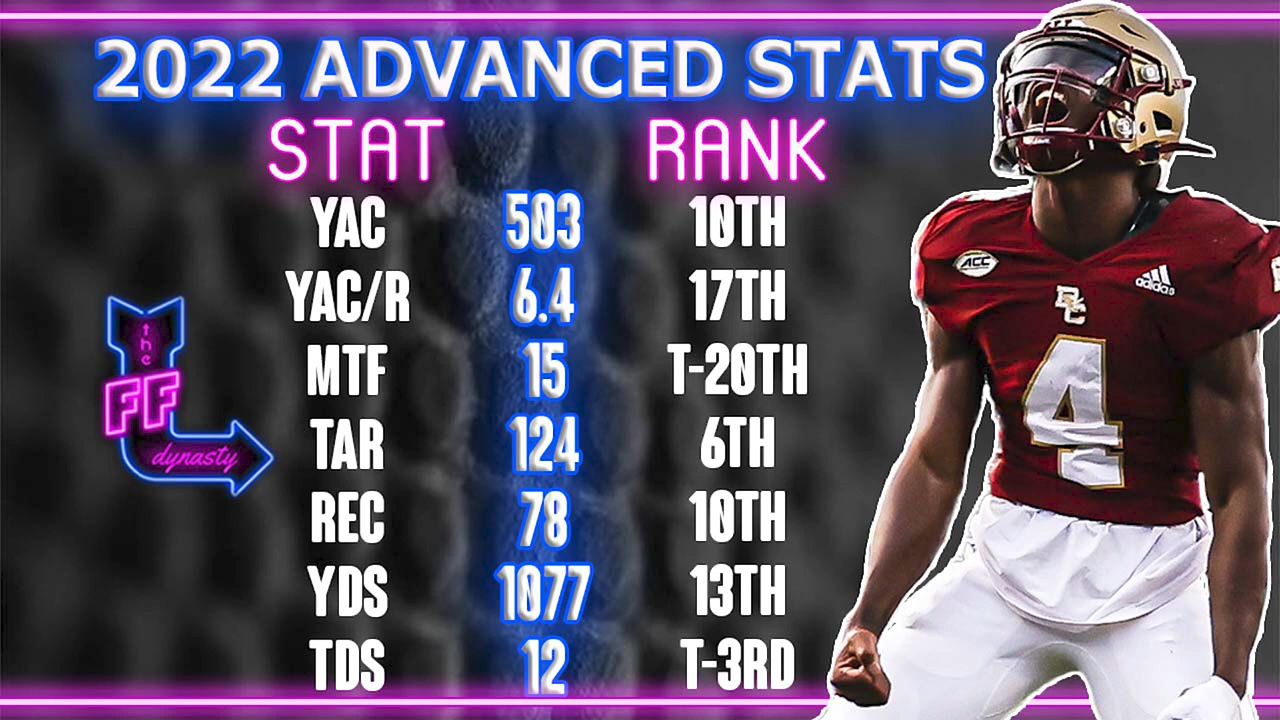 2022 ADVANCED STATS
STAT RANK
YAC 503 10TH
YAC/R 6.4 17TH
MTF 15 T-20TH
TAR 124 6TH
REC 78 10TH
YDS 1077 13TH
TDS 12 T-3RD
the
FF
dynasty
ACC
adidas
BC
4